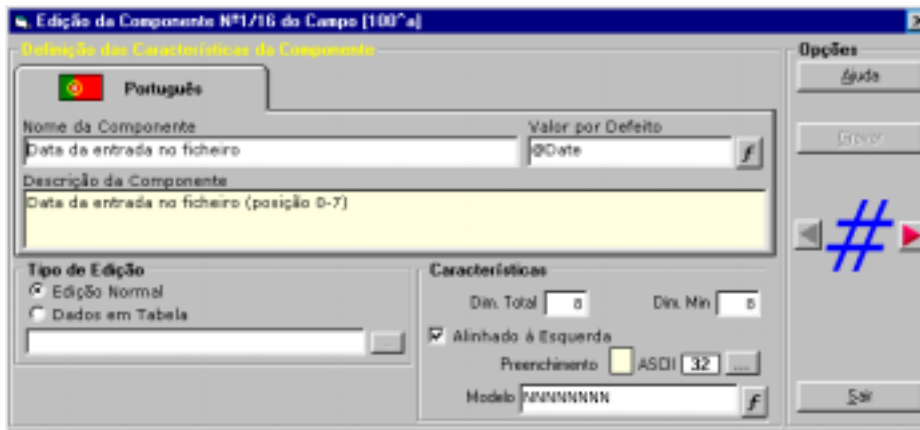 Edição da Componente Nº1/16 do Campo [100^a]
Definição das Características da Componente
Opções
Português
Ajuda
Nome da Componente
Valor por Defeito
Gravar
Data da entrada no ficheiro
@Date
f
Descrição da Componente
Data da entrada no ficheiro (posição 0-7)
#
Tipo de Edição
Características
Edição Normal
Dim. Total 8
Dim. Min 8
Dados em Tabela
Alinhado à Esquerda
...
Preenchimento
ASCII 32 ...
Modelo NNNNNNNN
f
Sair